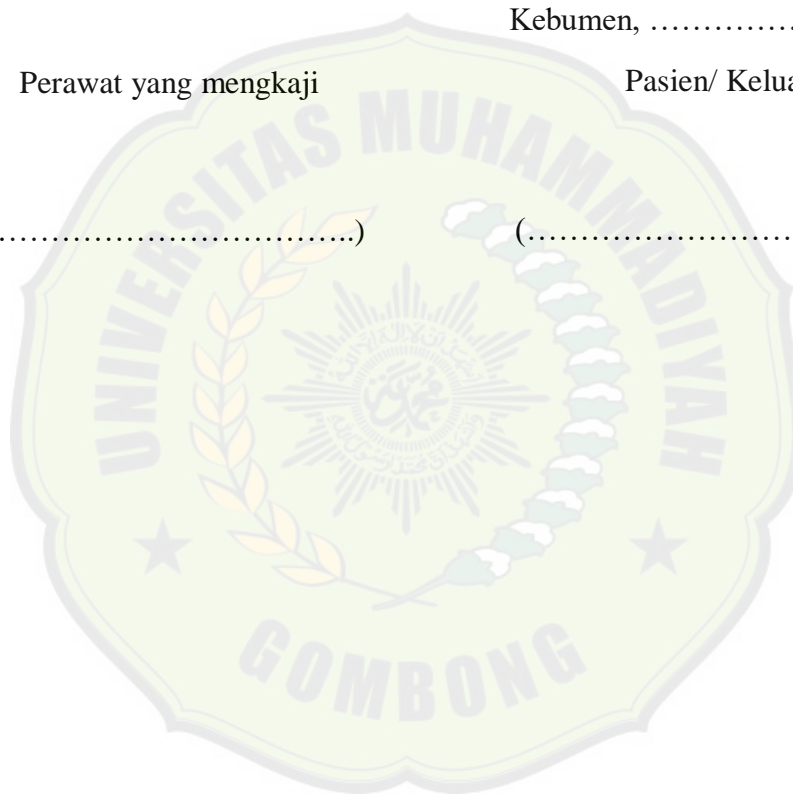 Kebumen, ……………
Perawat yang mengkaji Pasien/ Kelua
……………………………..) (………………………
UNIVERSITAS MUHAMMADIYAH
GOMBONG